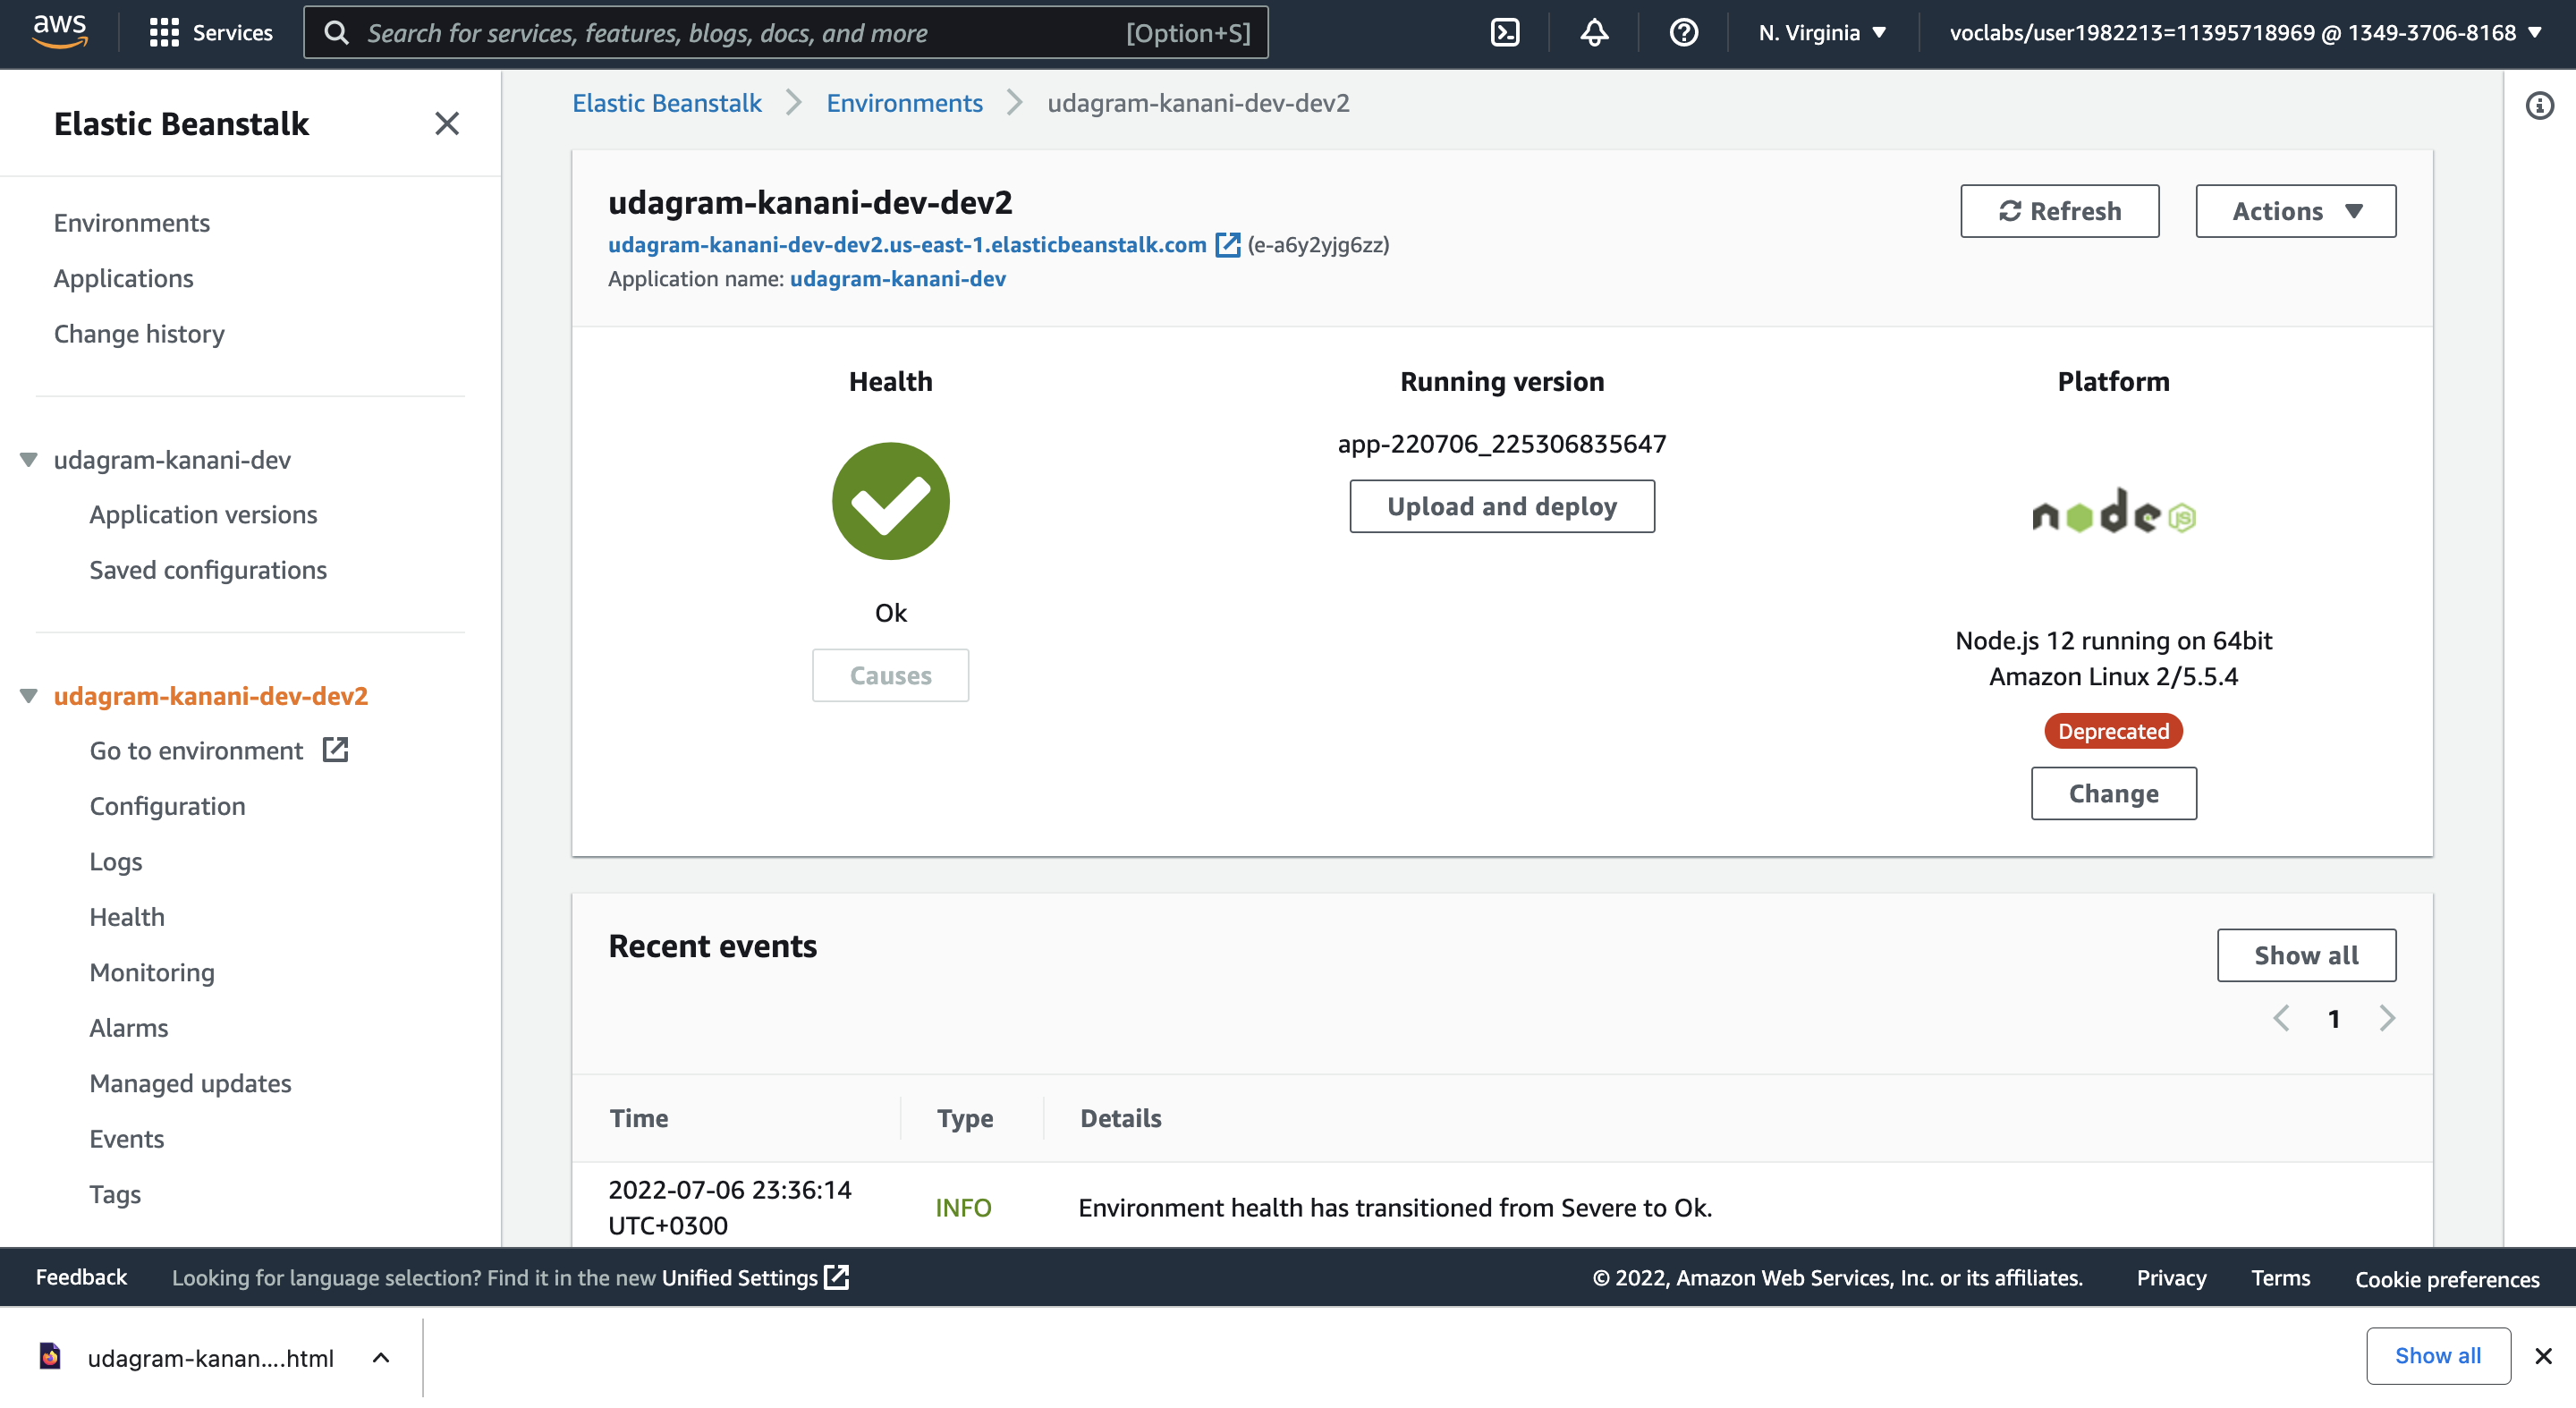 aws
Services
Search for services, features, blogs, docs, and more
[Option+S]
N. Virginia
voclabs/user1982213=11395718969 @ 1349-3706-8168
Elastic Beanstalk
Environments
Applications
Change history
udagram-kanani-dev
Application versions
Saved configurations
udagram-kanani-dev-dev2
Go to environment
Configuration
Logs
Health
Monitoring
Alarms
Managed updates
Events
Tags
Elastic Beanstalk
Environments
udagram-kanani-dev-dev2
udagram-kanani-dev-dev2
udagram-kanani-dev-dev2.us-east-1.elasticbeanstalk.com (e-a6y2yjg6zz)
Application name: udagram-kanani-dev
Refresh
Actions
Health
Ok
Causes
Running version
app-220706_225306835647
Upload and deploy
Platform
node JS
Node.js 12 running on 64bit
Amazon Linux 2/5.5.4
Deprecated
Change
Recent events
Show all
1
Time
Type
Details
2022-07-06 23:36:14
UTC+0300
INFO
Environment health has transitioned from Severe to Ok.
Feedback
Looking for language selection? Find it in the new Unified Settings
© 2022, Amazon Web Services, Inc. or its affiliates.
Privacy
Terms
Cookie preferences
udagram-kanan....html
Show all